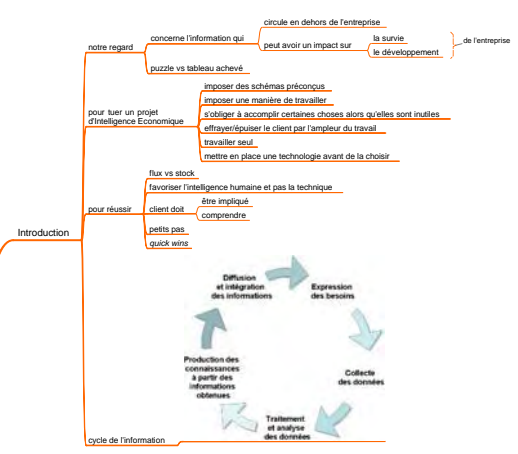 Introduction
notre regard
concerne l'information qui
circule en dehors de l'entreprise
peut avoir un impact sur
la survie
le développement
de l'entreprise
puzzle vs tableau achevé
pour tuer un projet
d'Intelligence Economique
imposer des schémas préconçus
imposer une manière de travailler
s'obliger à accomplir certaines choses alors qu'elles sont inutiles
effrayer/épuiser le client par l'ampleur du travail
travailler seul
mettre en place une technologie avant de la choisir
pour réussir
flux vs stock
favoriser l'intelligence humaine et pas la technique
client doit
être impliqué
comprendre
petits pas
quick wins
cycle de l'information
Diffusion
et intégration
des informations
Expression
des besoins
Collecte
des données
Traitement
et analyse
des données
Production des
connaissances
à partir des
informations
obtenues